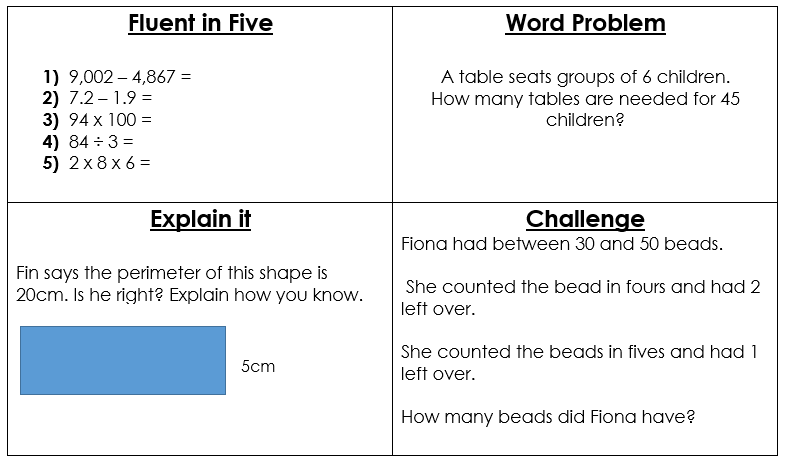 Fluent in Five
1) 9,002 – 4,867 =
2) 7.2 – 1.9 =
3) 94 x 100 =
4) 84 ÷ 3 =
5) 2 x 8 x 6 =
Word Problem
A table seats groups of 6 children.
How many tables are needed for 45
children?
Explain it
Fin says the perimeter of this shape is
20cm. Is he right? Explain how you know.
5cm
Challenge
Fiona had between 30 and 50 beads.
She counted the bead in fours and had 2
left over.
She counted the beads in fives and had 1
left over.
How many beads did Fiona have?